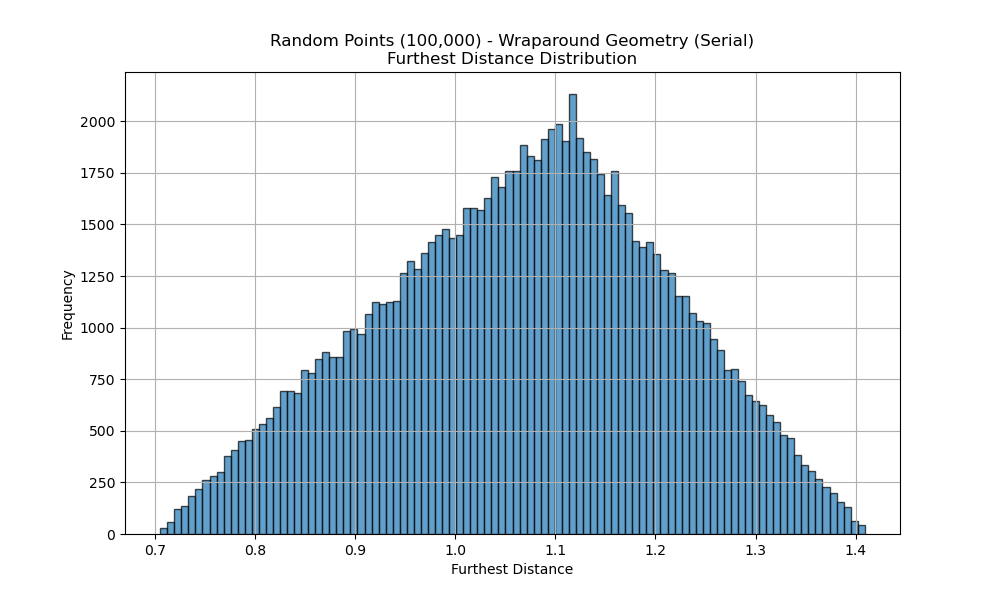 Random Points (100,000) - Wraparound Geometry (Serial)
Furthest Distance Distribution
Frequency
2000
1750
1500
1250
1000
750
500
250
0
0.7 0.8 0.9 1.0 1.1 1.2 1.3 1.4
Furthest Distance